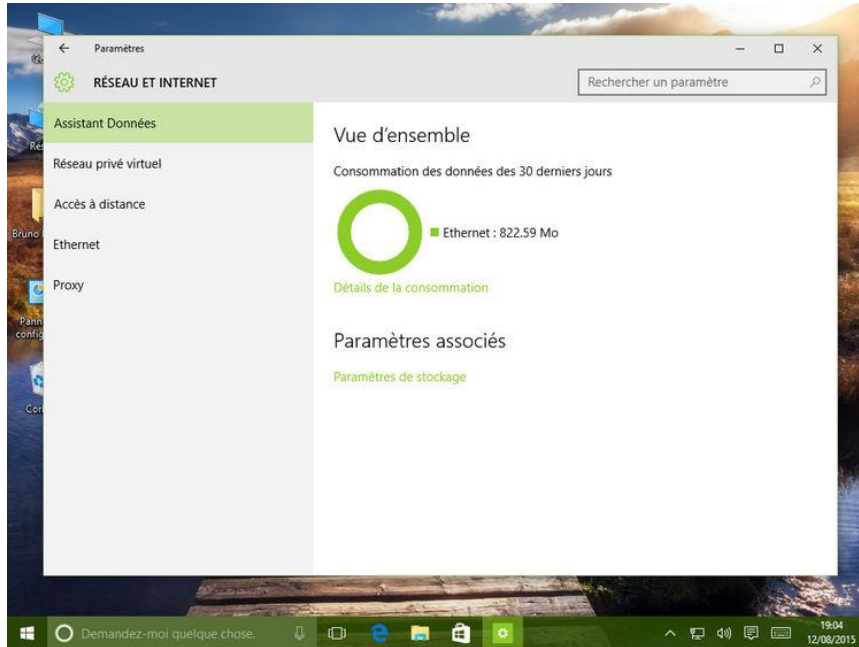 Paramètres
RÉSEAU ET INTERNET
Rechercher un paramètre
Assistant Données
Réseau privé virtuel
Accès à distance
Ethernet
Proxy
Vue d’ensemble
Consommation des données des 30 derniers jours
Ethernet : 822.59 Mo
Détails de la consommation
Paramètres associés
Paramètres de stockage
Bruno
Demandez-moi quelque chose.
19:04
12/08/2015